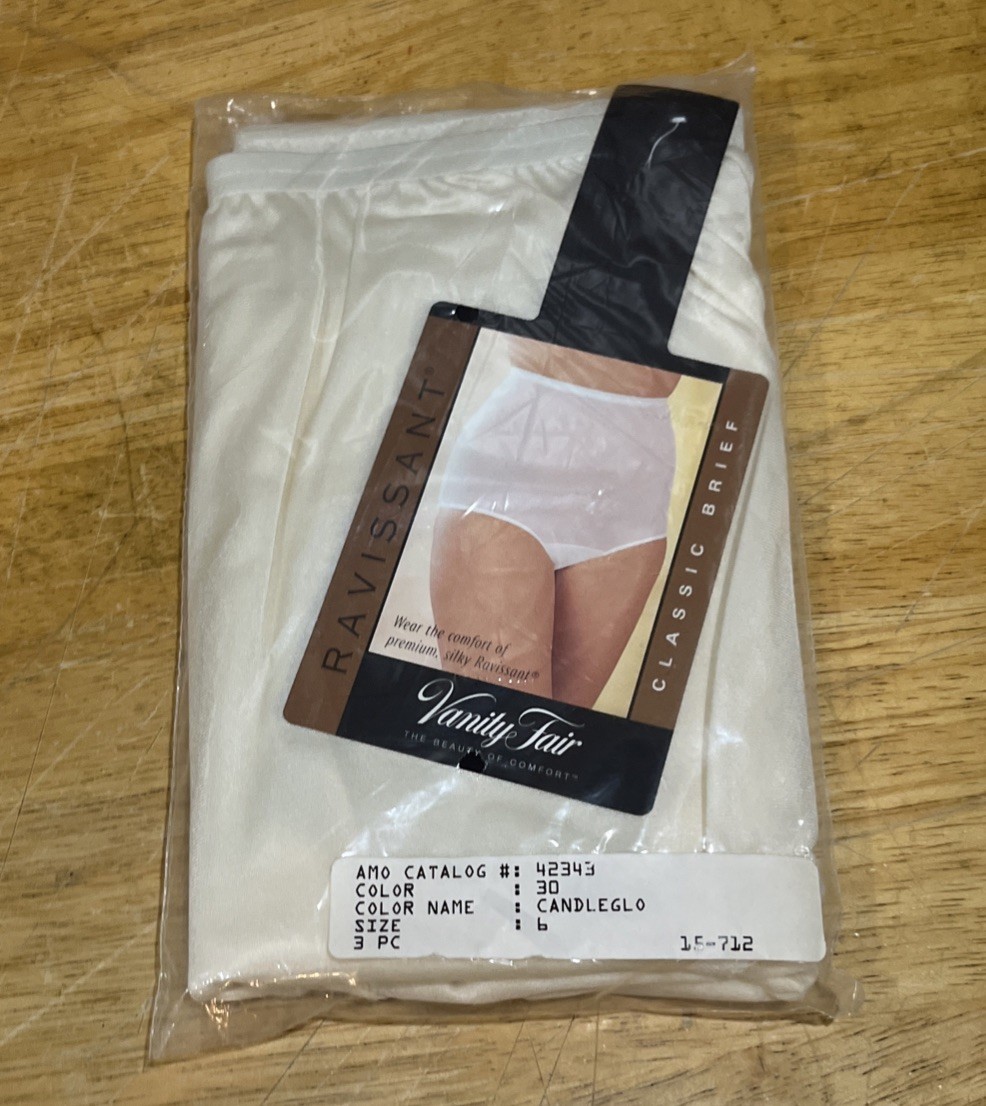 RAVISSANT®
CLASSIC BRIEF
Wear the comfort of
premium, silky Ravissant®
Vanity Fair
THE BEAUTY OF COMFORT™
AMO CATALOG #: 42343
COLOR : 30
COLOR NAME : CANDLEGLO
SIZE : 6
3 PC 15-712